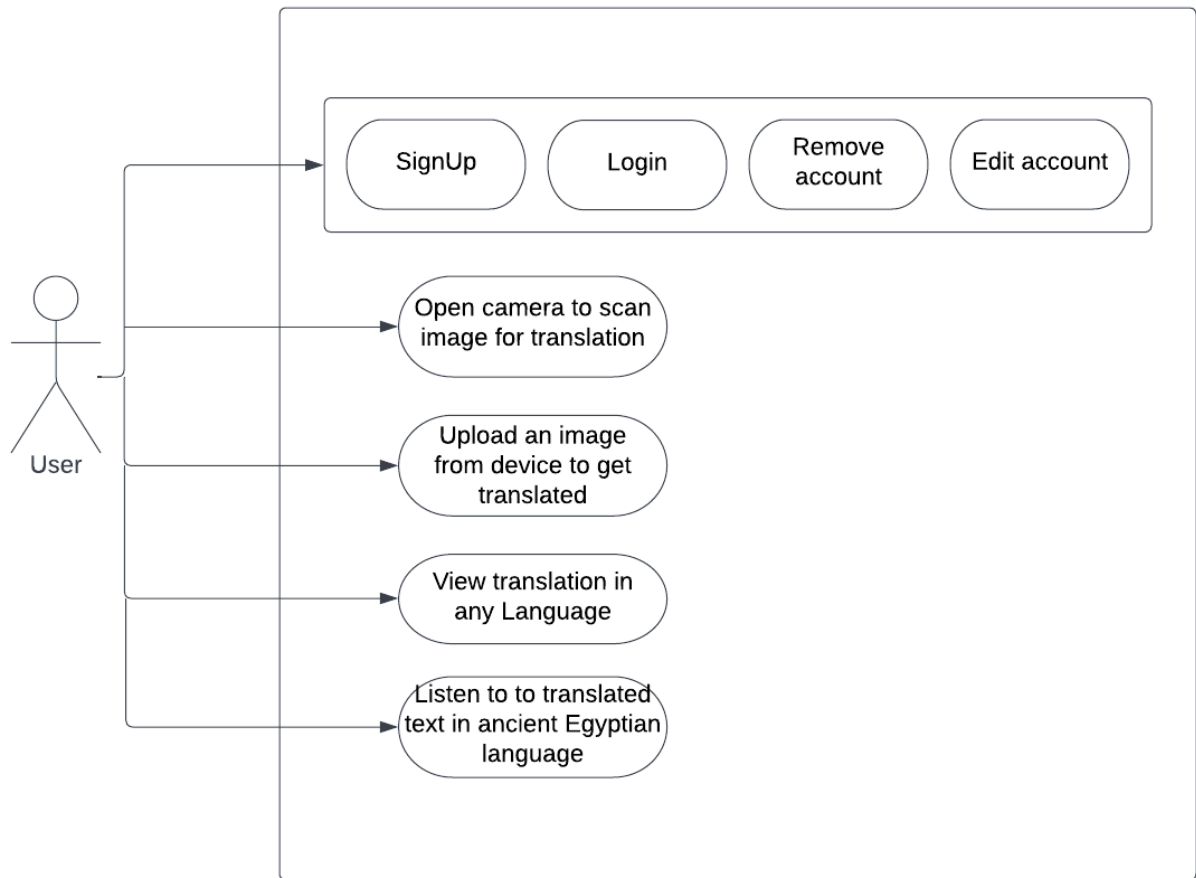 SignUp
Login
Remove
account
Edit account
Open camera to scan
image for translation
Upload an image
from device to get
translated
View translation in
any Language
Listen to to translated
text in ancient Egyptian
language
User